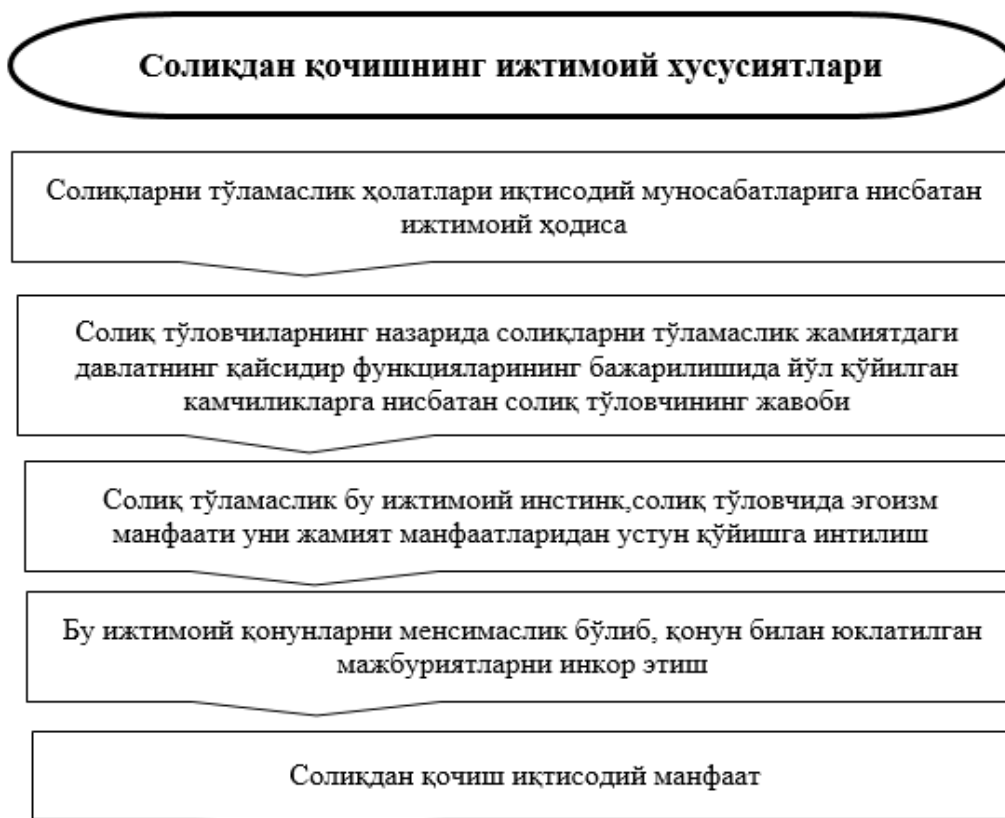 Солиқдан қочишнинг ижтимоий хусусиятлари
Солиқларни тўламаслик ҳолатлари иқтисодий муносабатларига нисбатан
ижтимоий ҳодиса
Солиқ тўловчиларнинг назарида солиқларни тўламаслик жамиятдаги
давлатнинг қайсидир функцияларининг бажарилишида йўл қўйилган
камчиликларга нисбатан солиқ тўловчининг жавоби
Солиқ тўламаслик бу ижтимоий инстинк,солиқ тўловчида эгоизм
манфаати уни жамият манфаатларидан устун қўйишга интилиш
Бу ижтимоий қонунларни менсимаслик бўлиб, қонун билан юклатилган
мажбуриятларни инкор этиш
Солиқдан қочиш иқтисодий манфаат